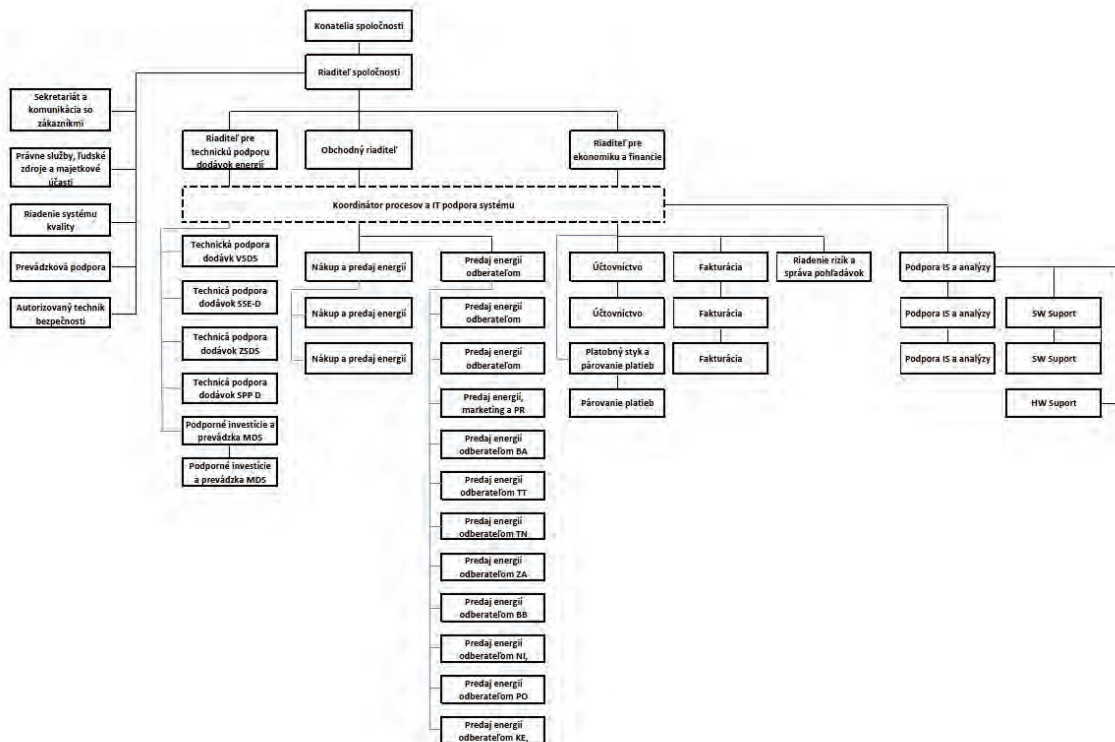 Konatelia spoločnosti
Riaditeľ spoločnosti
Sekretariát a
komunikácia so
zákazníkmi
Právne služby, ľudské
zdroje a majetkové
účasti
Riadenie systému
kvality
Prevádzková podpora
Autorizovaný technik
bezpečnosti
Riaditeľ pre
technickú podporu
dodávok energií
Obchodný riaditeľ
Riaditeľ pre
ekonomiku a financie
Koordinátor procesov a IT podpora systému
Technická podpora
dodávk VSDS
Technicá podpora
dodávok SSE-D
Technicá podpora
dodávok ZSDS
Technicá podpora
dodávok SPP D
Podporné investície a
prevádzka MDS
Podporné investície
a prevádzka MDS
Nákup a predaj energií
Nákup a predaj energií
Nákup a predaj energií
Predaj energií
odberateľom
Predaj energií
odberateľom
Predaj energií
odberateľom
Predaj energií,
marketing a PR
Predaj energií
odberateľom BA
Predaj energií
odberateľom TT
Predaj energií
odberateľom TN
Predaj energií
odberateľom ZA
Predaj energií
odberateľom BB
Predaj energií
odberateľom NI,
Predaj energií
odberateľom PO
Predaj energií
odberateľom KE,
Účtovníctvo
Účtovníctvo
Platobný styk a
párovanie platieb
Párovanie platieb
Fakturácia
Fakturácia
Fakturácia
Riadenie rizík a
správa pohľadávok
Podpora IS a analýzy
Podpora IS a analýzy
Podpora IS a analýzy
SW Suport
SW Suport
HW Suport